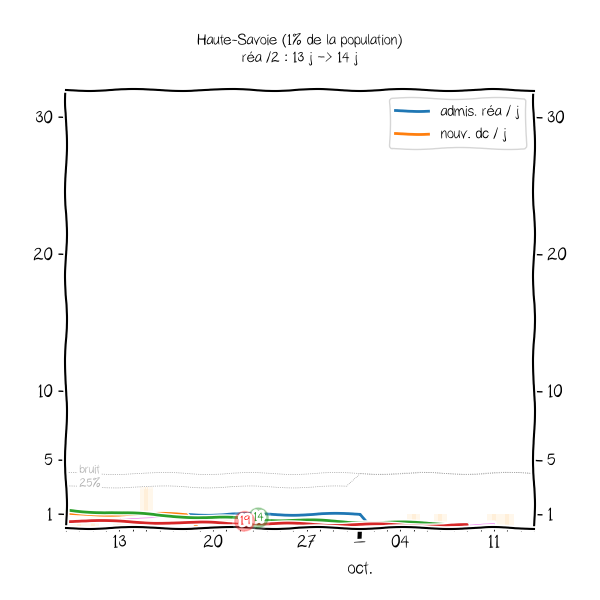 Haute-Savoie (1% de la population)
réa /2 : 13 j -> 14 j
admis. réa / j
nouv. dc / j
30 30
20 20
10 10
5 5
bruit
25%
1 1
19 14
13 20 27 04 11
oct.